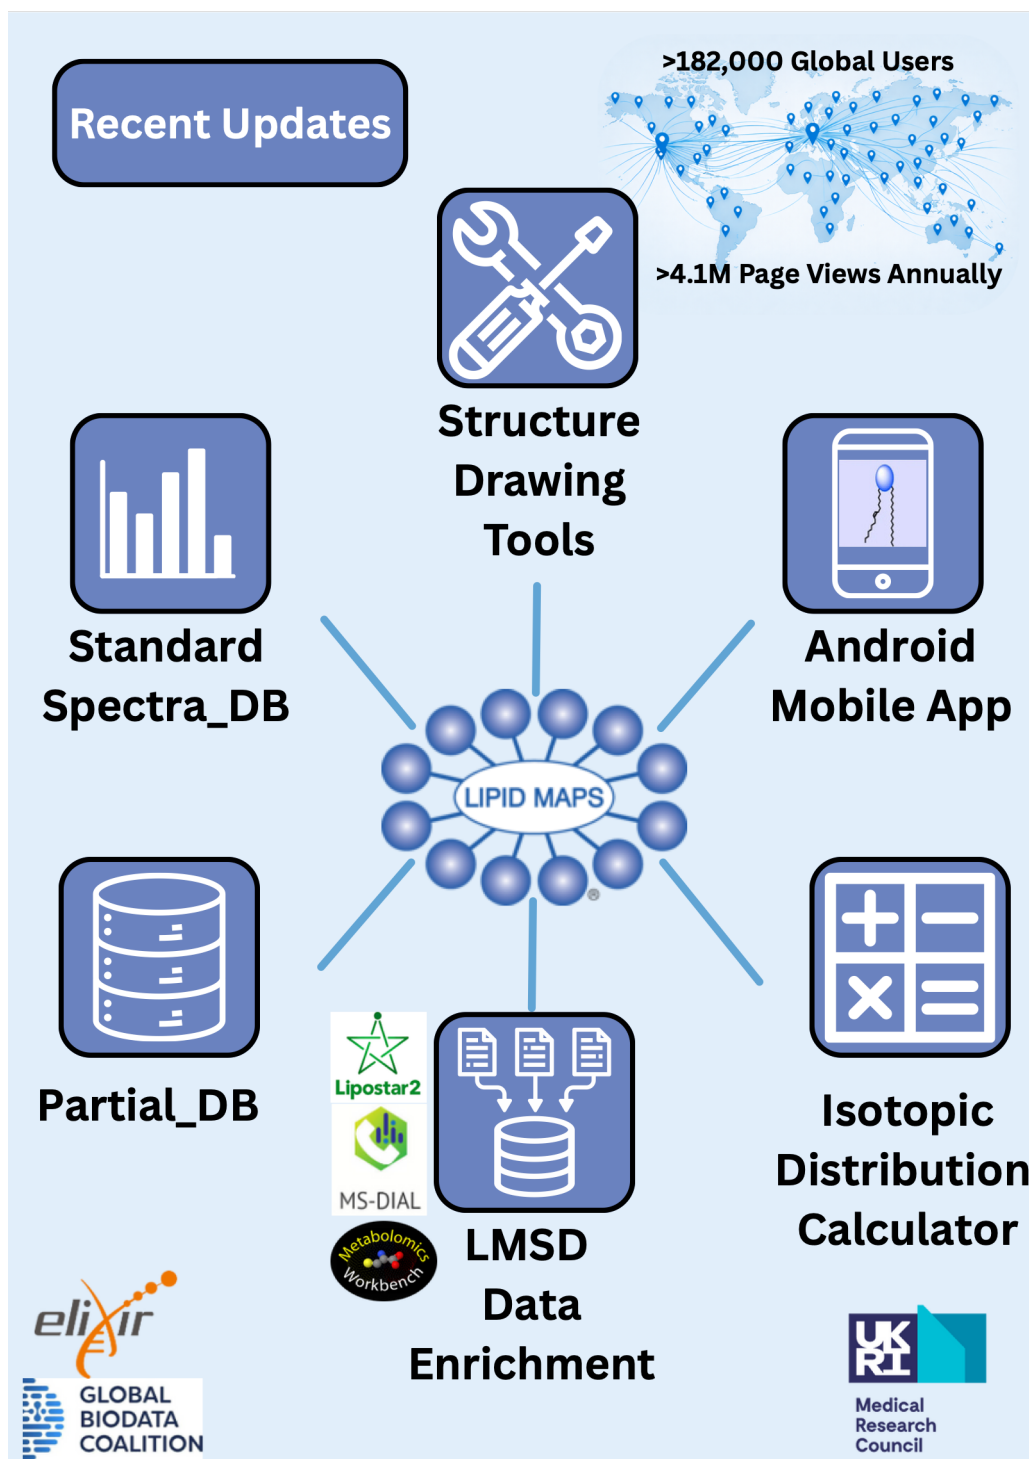 Recent Updates
>182,000 Global Users
>4.1M Page Views Annually
Structure
Drawing
Tools
Standard
Spectra_DB
Android
Mobile App
LIPID MAPS
®
Partial_DB
Lipostar2
MS-DIAL
Metabolomics
Workbench
LMSD
Data
Enrichment
Isotopic
Distribution
Calculator
elixir
GLOBAL
BIODATA
COALITION
UK
RI
Medical
Research
Council